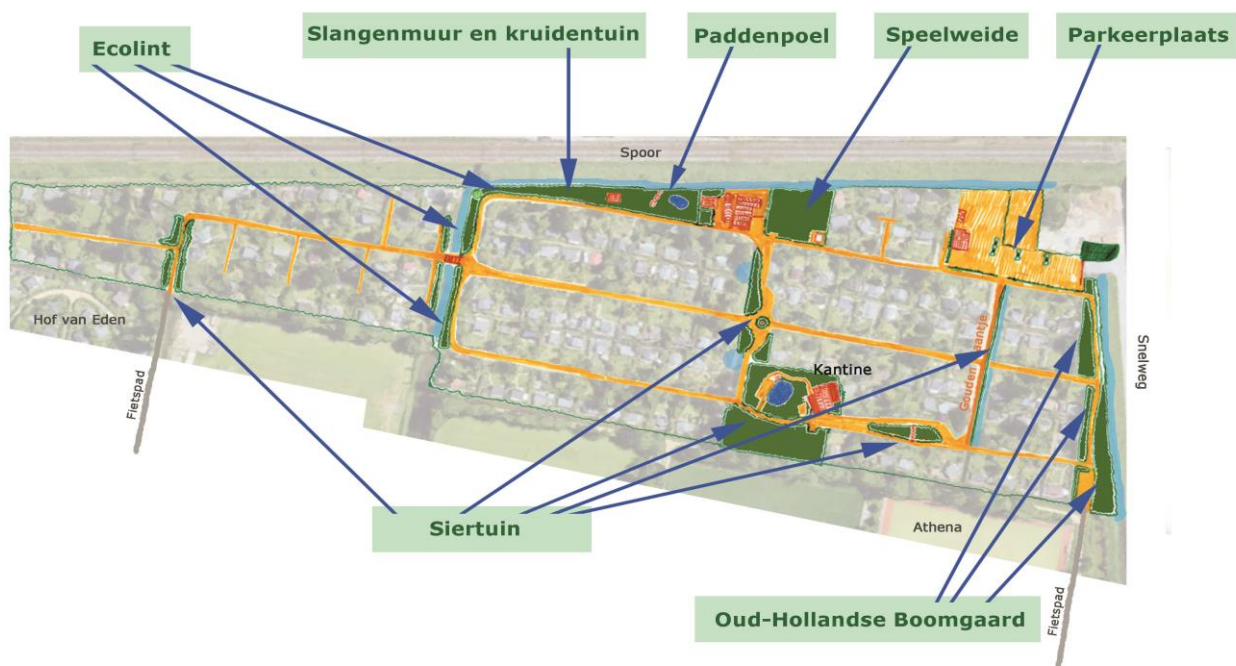 Slangenmuur en kruidentuin
Paddenpoel
Speelweide
Parkeerplaats
Ecolint
Spoor
Hof van Eden
Fietspad
Kantine
Gouden Laantje
Snelweg
Siertuin
Athena
Oud-Hollandse Boomgaard
Fietspad